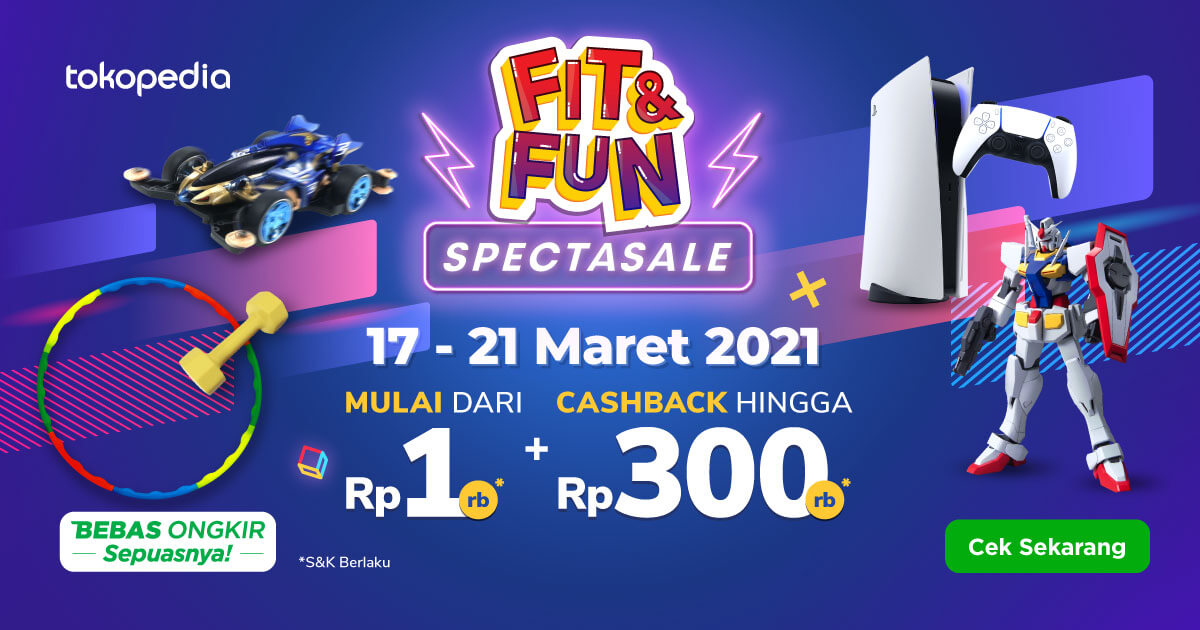 tokopedia
FIT &
FUN
SPECTASALE
17 - 21 Maret 2021
MULAI DARI
Rp1rb*
+
CASHBACK HINGGA
Rp300rb*
BEBAS ONGKIR
Sepuasnya!
*S&K Berlaku
Cek Sekarang